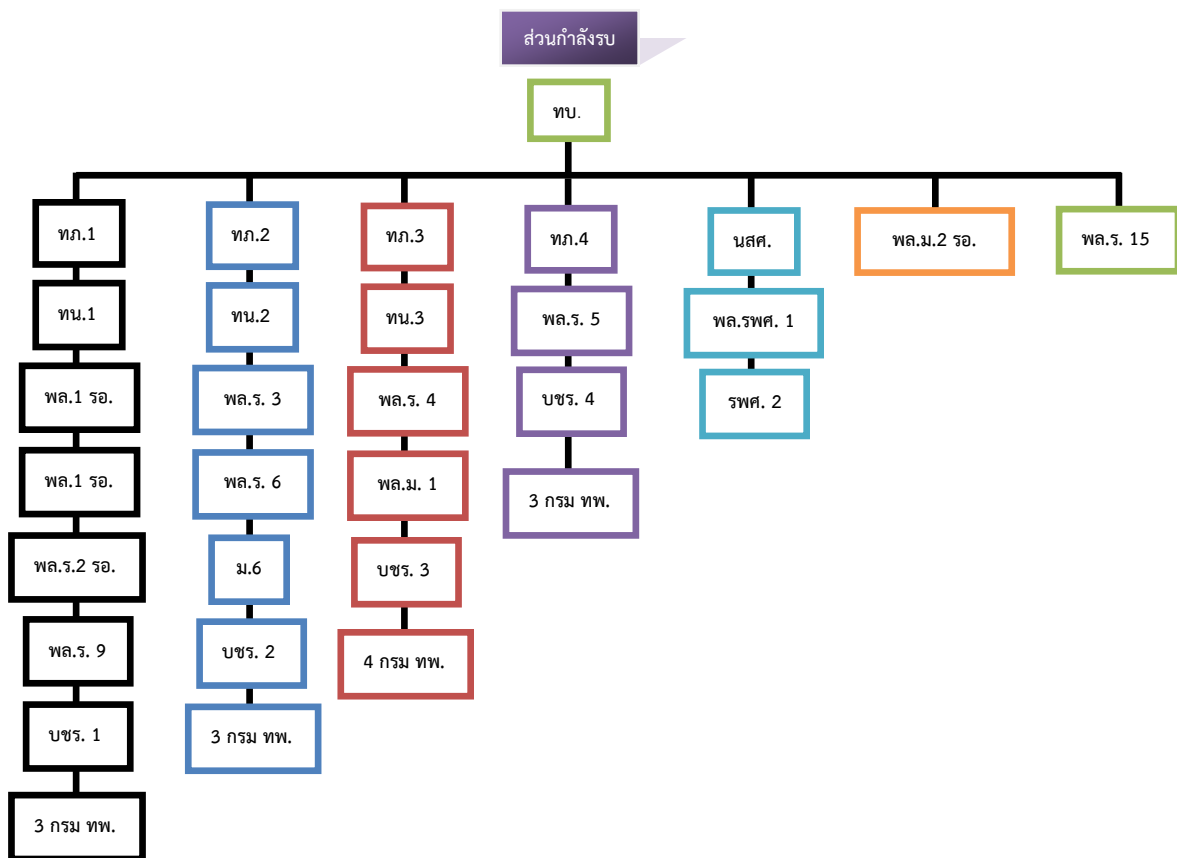 ส่วนกำลังรบ
ทบ.
ทภ.1
ทน.1
พล.1 รอ.
พล.1 รอ.
พล.ร.2 รอ.
พล.ร. 9
บชร. 1
3 กรม ทพ.
ทภ.2
ทน.2
พล.ร. 3
พล.ร. 6
ม.6
บชร. 2
3 กรม ทพ.
ทภ.3
ทน.3
พล.ร. 4
พล.ม. 1
บชร. 3
4 กรม ทพ.
ทภ.4
พล.ร. 5
บชร. 4
3 กรม ทพ.
นสศ.
พล.รพศ. 1
รพศ. 2
พล.ม.2 รอ.
พล.ร. 15